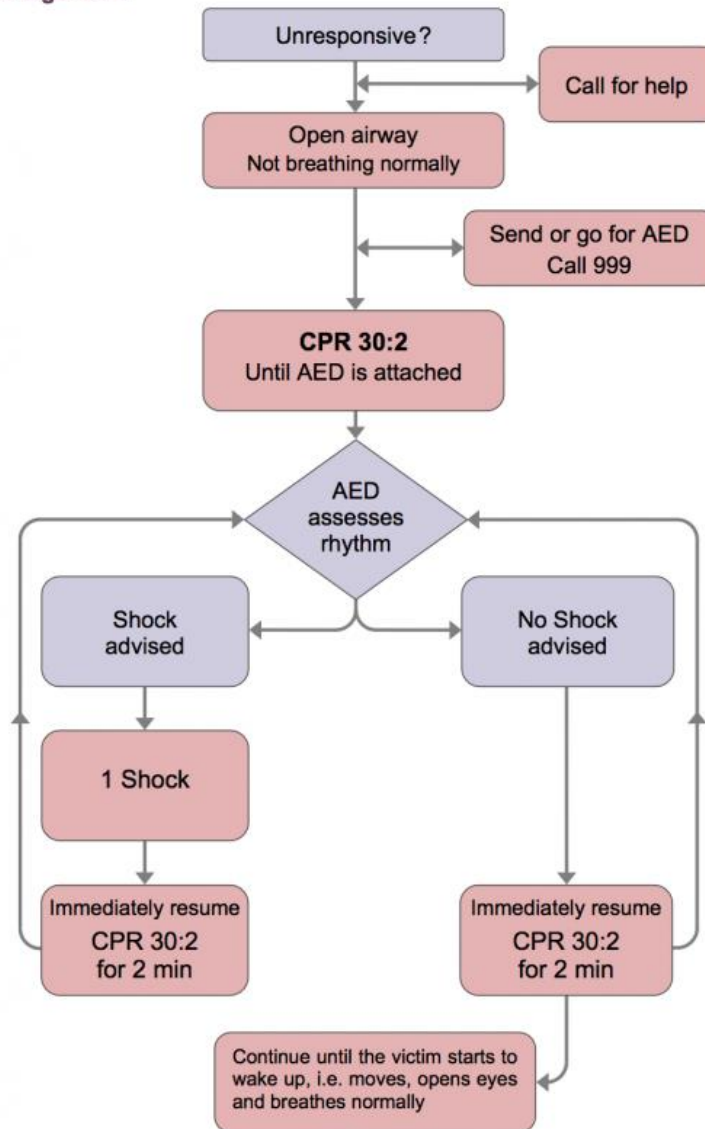 Unresponsive?
Call for help
Open airway
Not breathing normally
Send or go for AED
Call 999
CPR 30:2
Until AED is attached
AED
assesses
rhythm
Shock
advised
No Shock
advised
1 Shock
Immediately resume
CPR 30:2
for 2 min
Immediately resume
CPR 30:2
for 2 min
Continue until the victim starts to
wake up, i.e. moves, opens eyes
and breathes normally